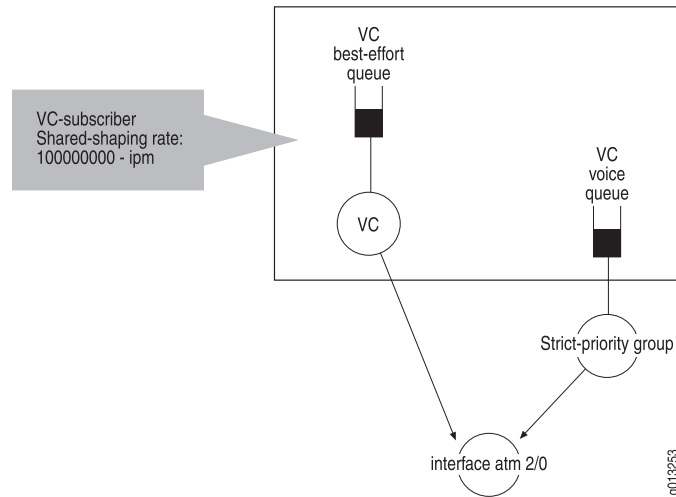 VC
best-effort
queue
VC-subscriber
Shared-shaping rate:
100000000 - ipm
VC
voice
queue
VC
Strict-priority group
interface atm 2/0
g013253